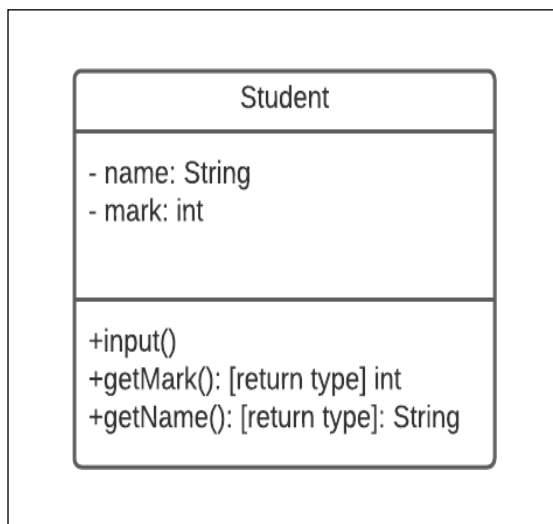 Student
- name: String
- mark: int
+input()
+getMark(): [return type] int
+getName(): [return type]: String